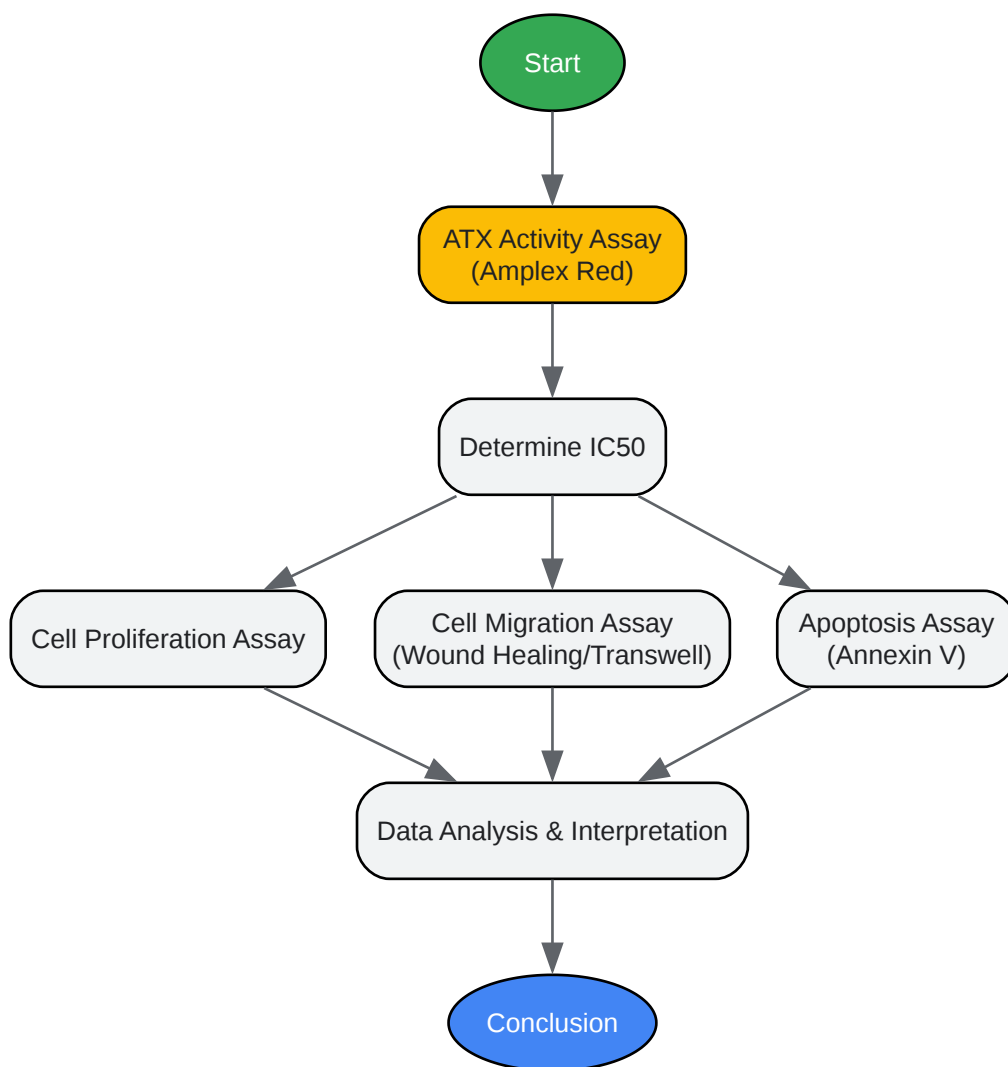 Start
ATX Activity Assay
(Amplex Red)
Determine IC50
Cell Proliferation Assay
Cell Migration Assay
(Wound Healing/Transwell)
Apoptosis Assay
(Annexin V)
Data Analysis & Interpretation
Conclusion